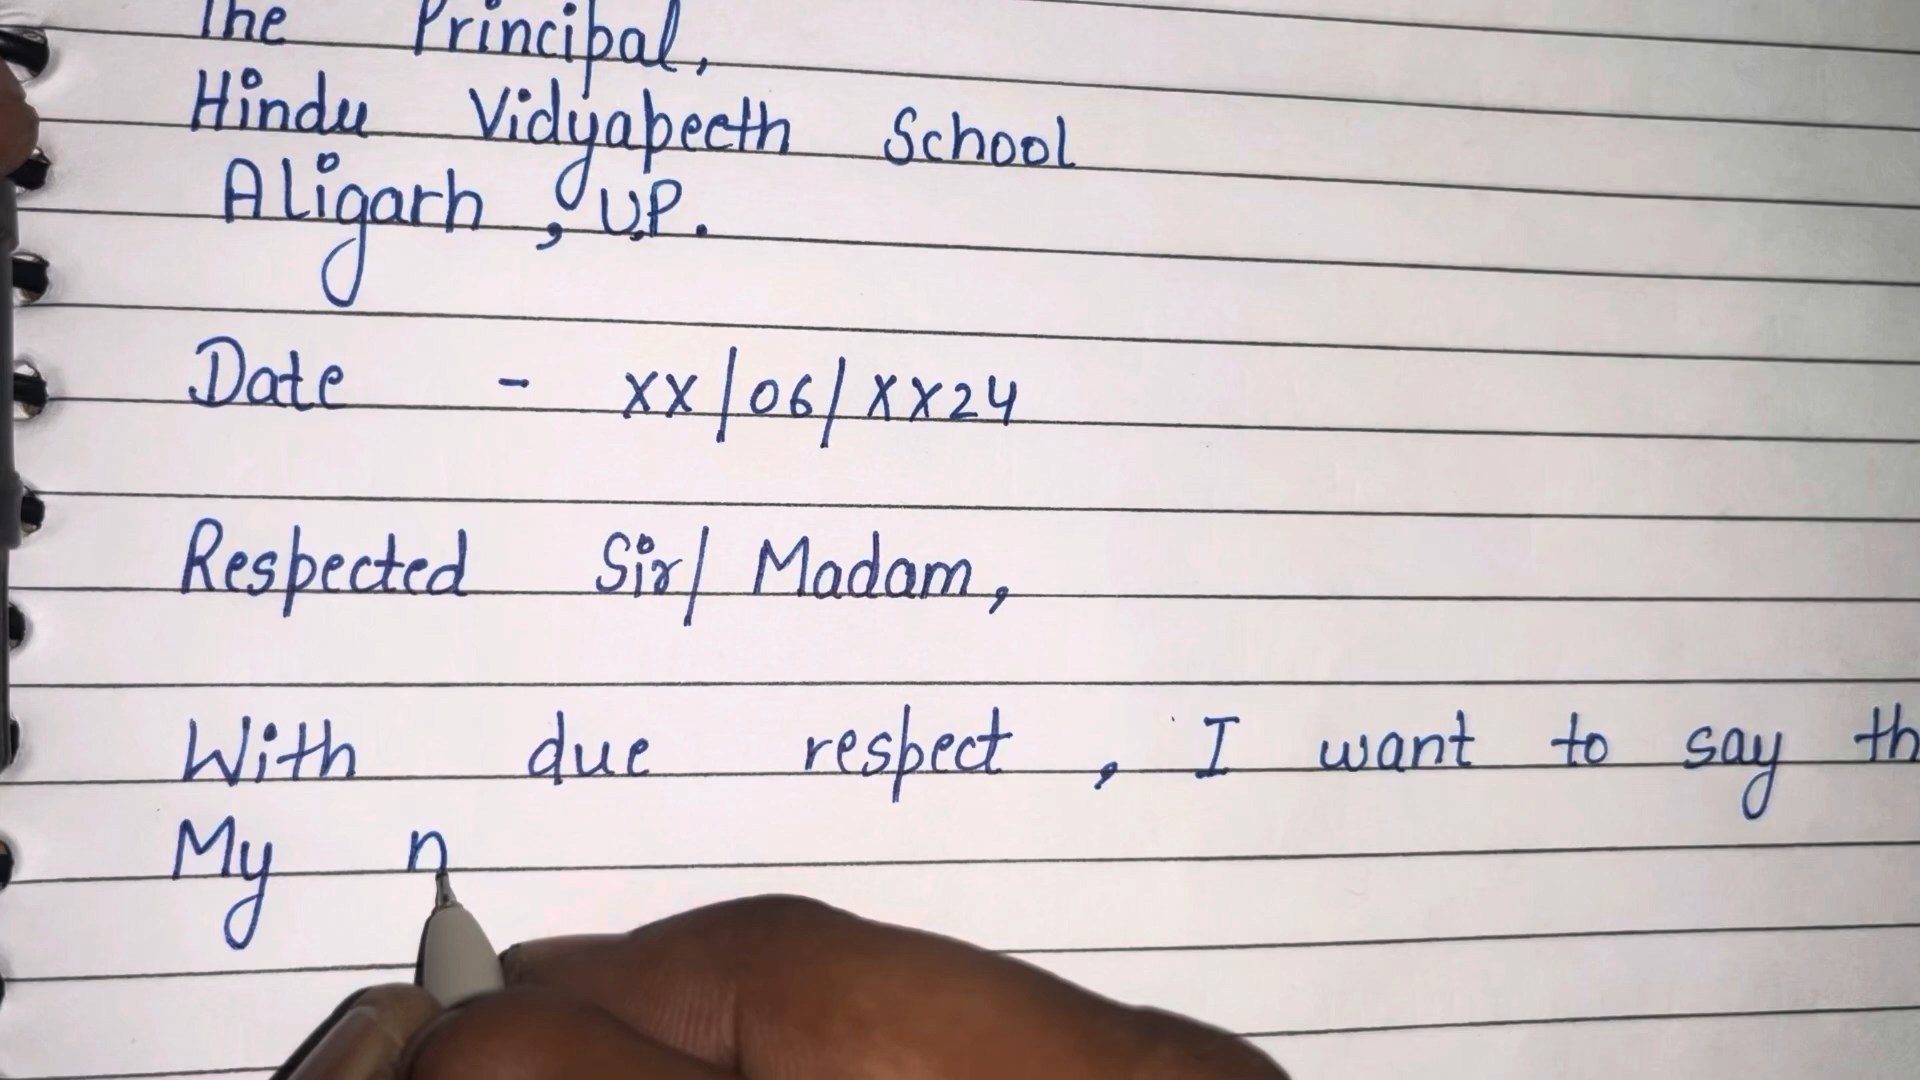 The Principal,
Hindu Vidyapeeth School
Aligarh, U.P.
Date - XX/06/XX24
Respected Sir/Madam,
With due respect, I want to say th
My n